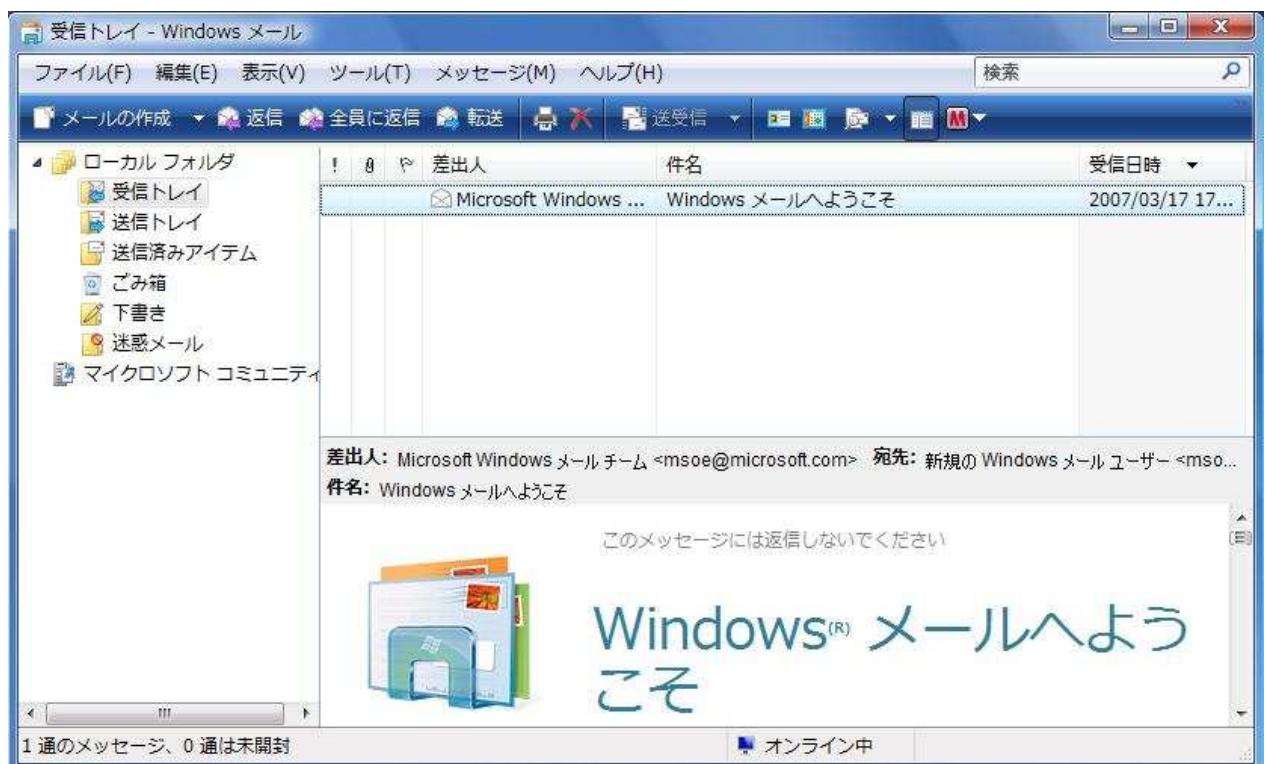 受信トレイ - Windows メール
ファイル(F) 編集(E) 表示(V) ツール(T) メッセージ(M) ヘルプ(H) 検索
メールの作成 返信 全員に返信 転送 送受信
ローカル フォルダ
受信トレイ
送信トレイ
送信済みアイテム
ごみ箱
下書き
迷惑メール
マイクロソフト コミュニティ
! 差出人 件名 受信日時
Microsoft Windows ... Windows メールへようこそ 2007/03/17 17...
差出人: Microsoft Windows メール チーム <msoe@microsoft.com> 宛先: 新規の Windows メール ユーザー <mso...
件名: Windows メールへようこそ
このメッセージには返信しないでください
Windows(R) メールへよう
こそ
1 通のメッセージ、0 通は未開封 オンライン中